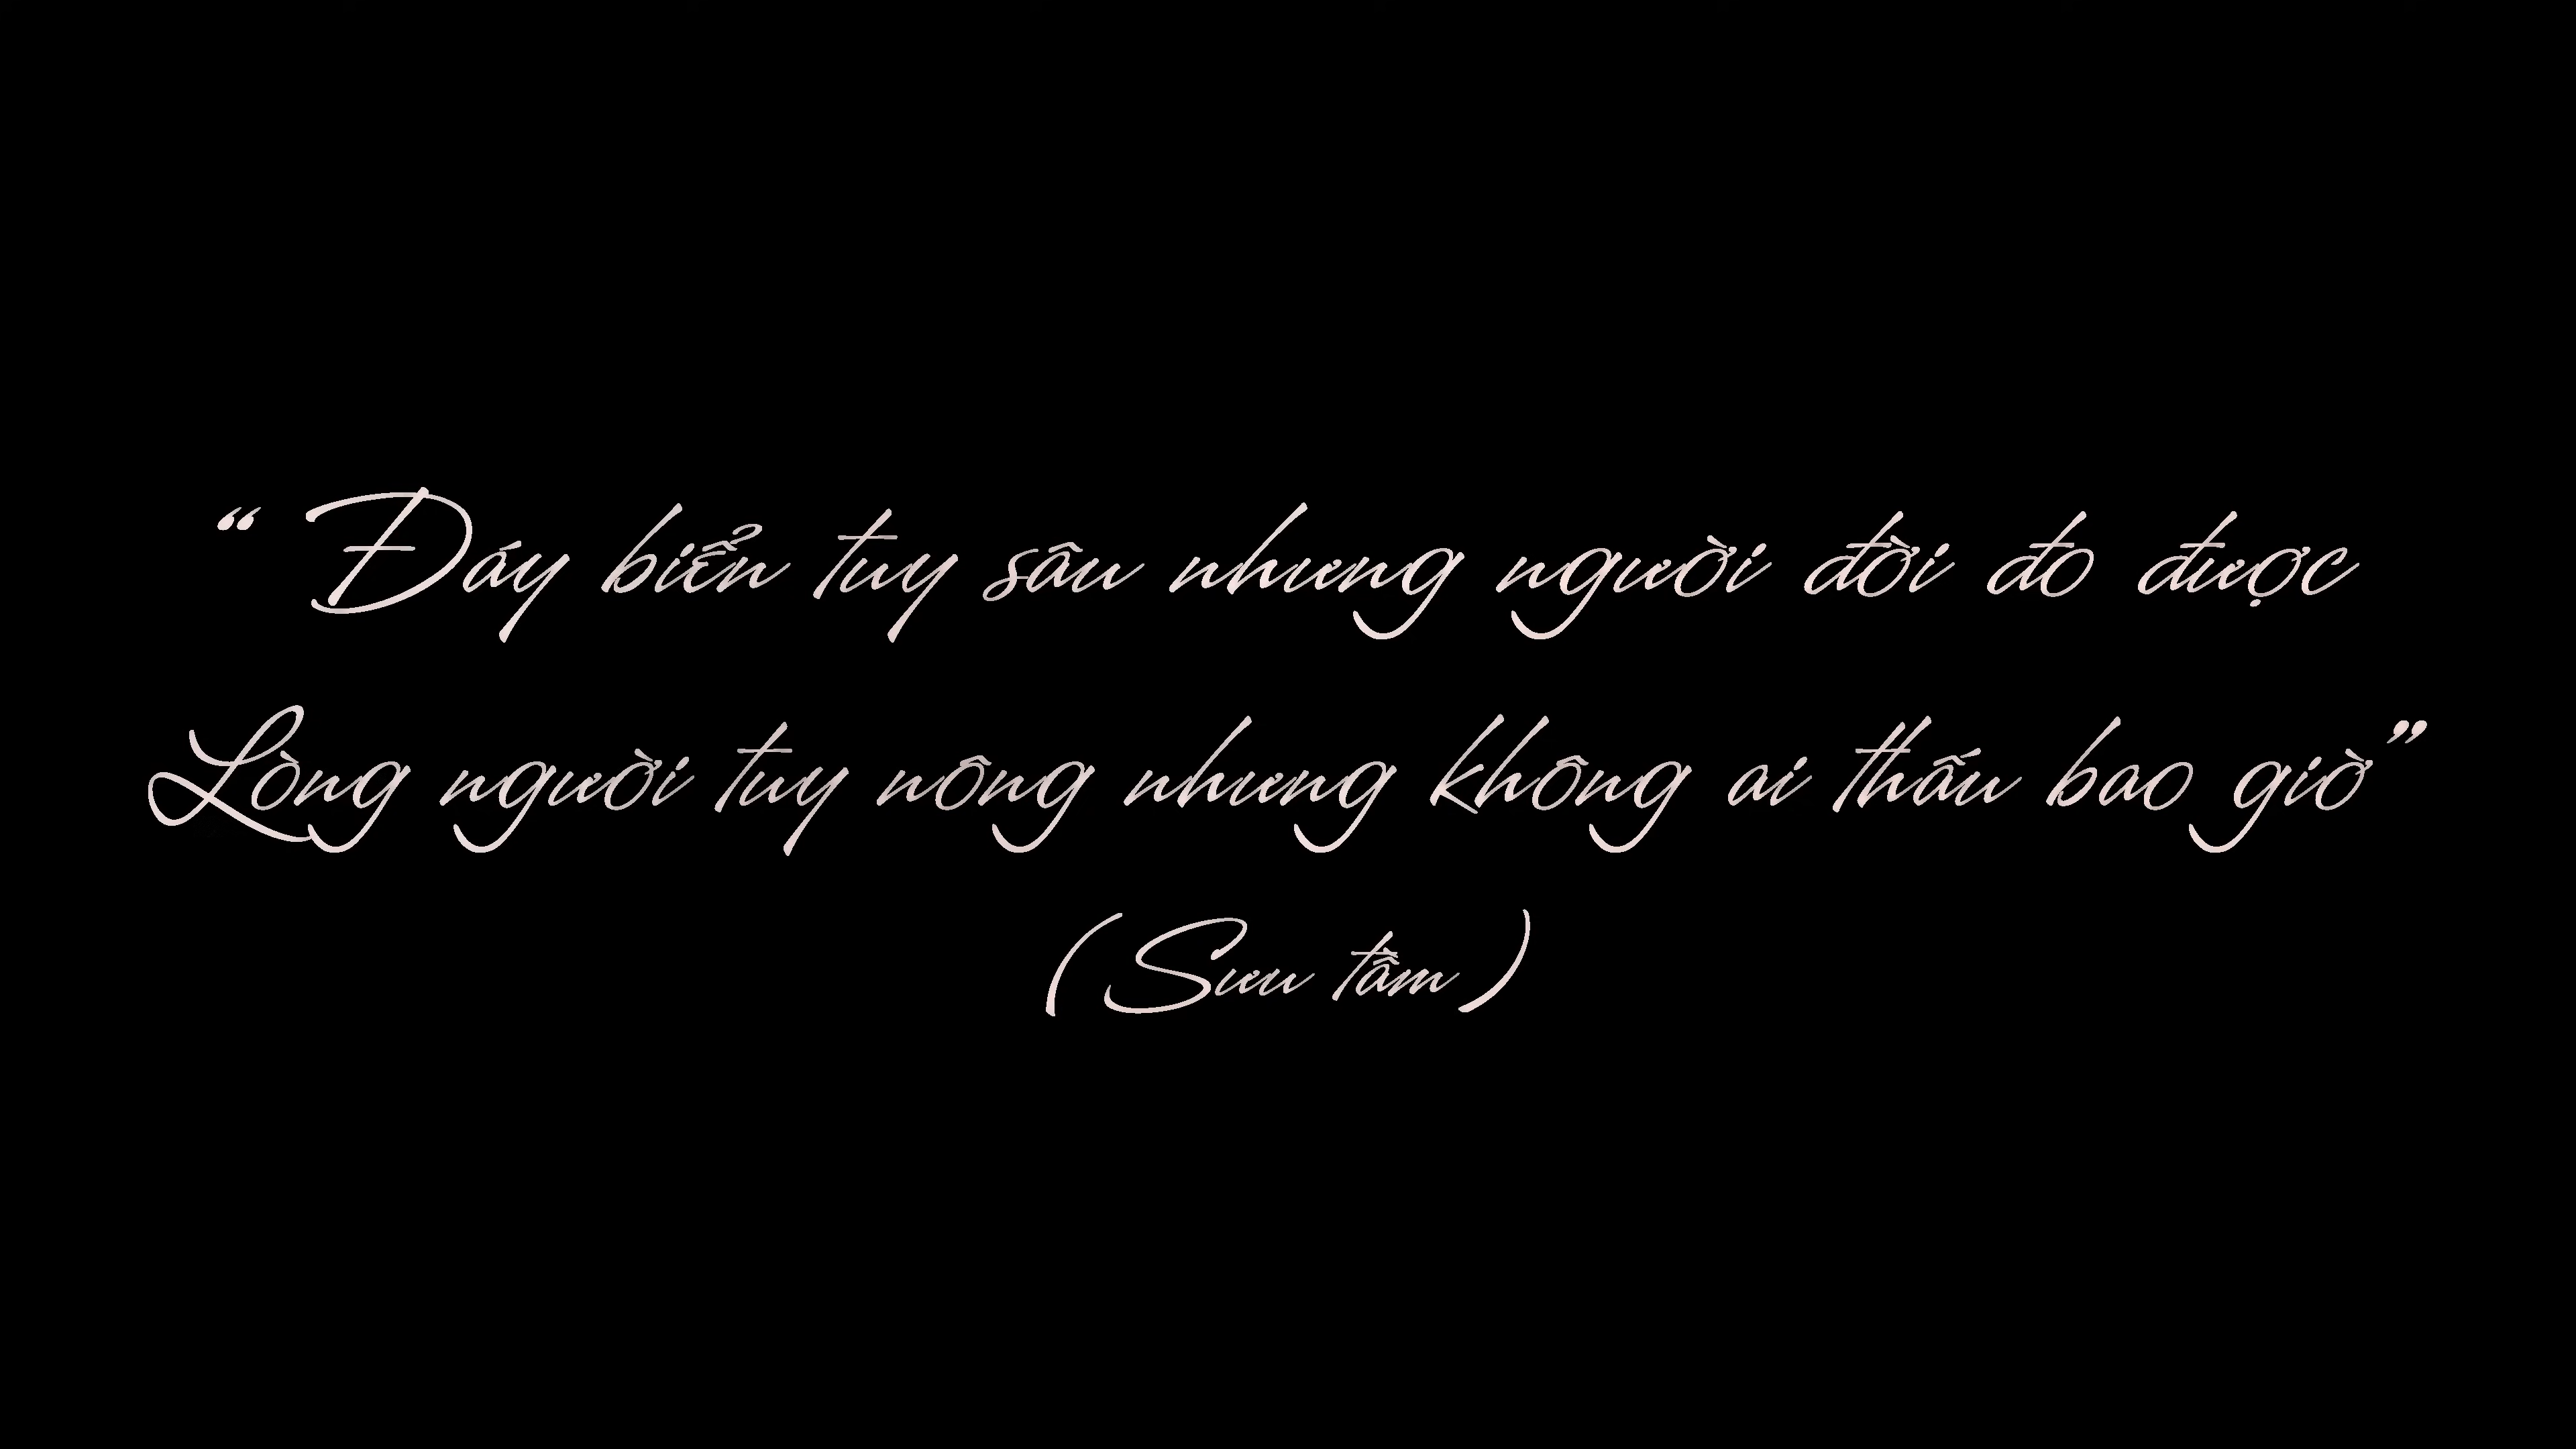 “ Đáy biển tuy sâu nhưng người đời đo được
Lòng người tuy nông nhưng không ai thấu bao giờ”
( Sưu tầm )